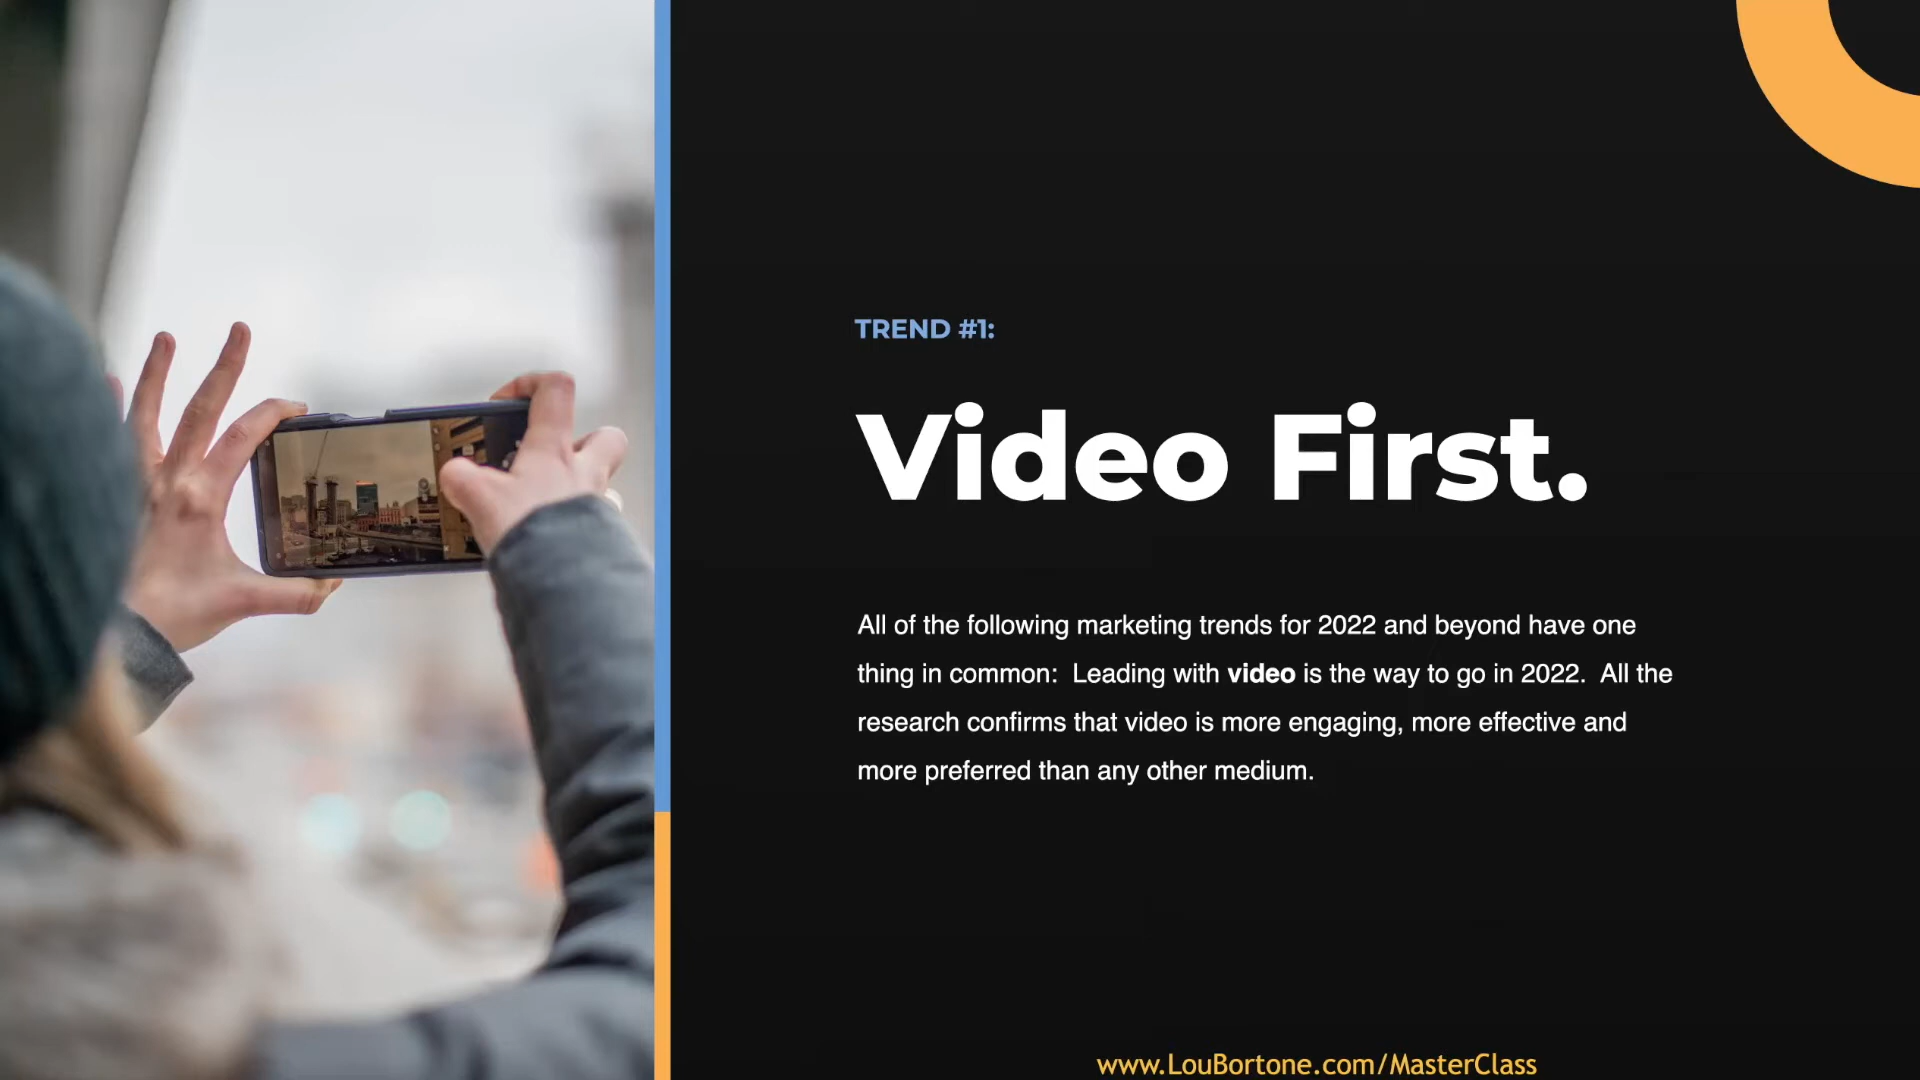 TREND #1:
Video First.
All of the following marketing trends for 2022 and beyond have one
thing in common:  Leading with video is the way to go in 2022.  All the
research confirms that video is more engaging, more effective and
more preferred than any other medium.
www.LouBortone.com/MasterClass